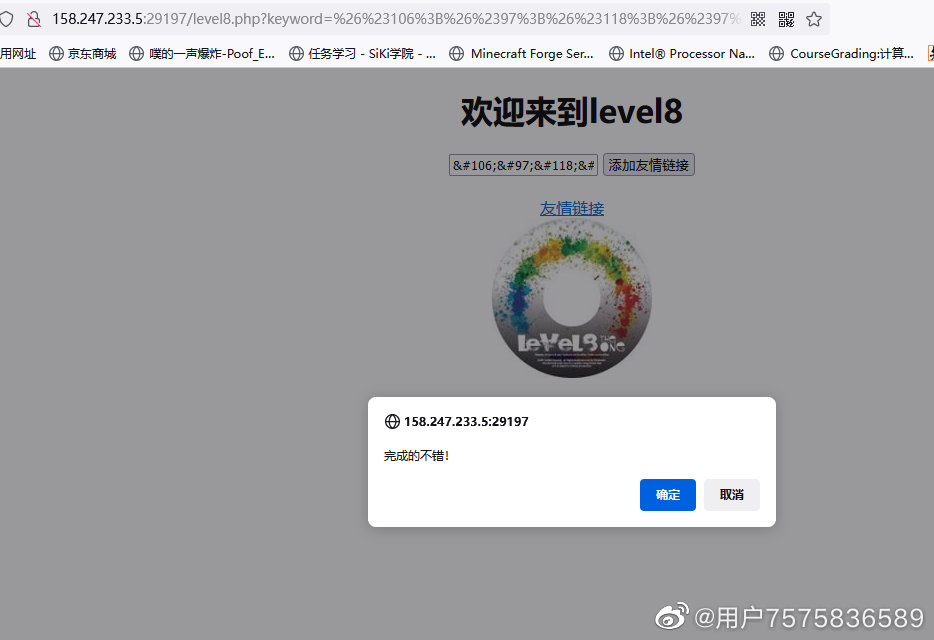 158.247.233.5:29197/level8.php?keyword=%26%23106%3B%26%2397%3B%26%23118%3B%26%2397%
用网址 京东商城 噗的一声爆炸-Poof_E... 任务学习 - SiKi学院 - ... Minecraft Forge Ser... Intel® Processor Na... CourseGrading:计算...
欢迎来到level8
&#106;&#97;&#118;&# 添加友情链接
友情链接
LeVeL8 THE ONE
158.247.233.5:29197
完成的不错!
确定 取消
@用户7575836589